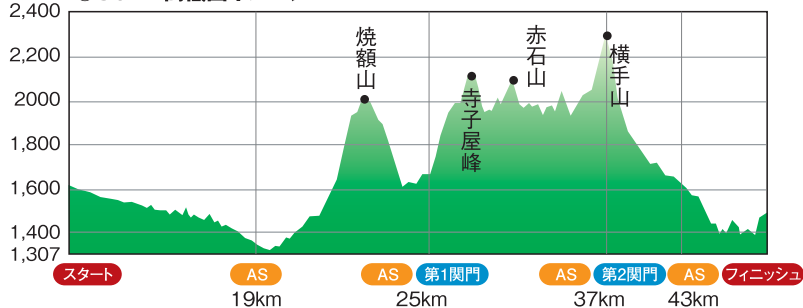 2,400
2,200
2000
1,800
1,600
1,400
1,307
焼額山
寺子屋峰
赤石山
横手山
スタート
AS
AS
第1関門
AS
第2関門
AS
フィニッシュ
19km
25km
37km
43km